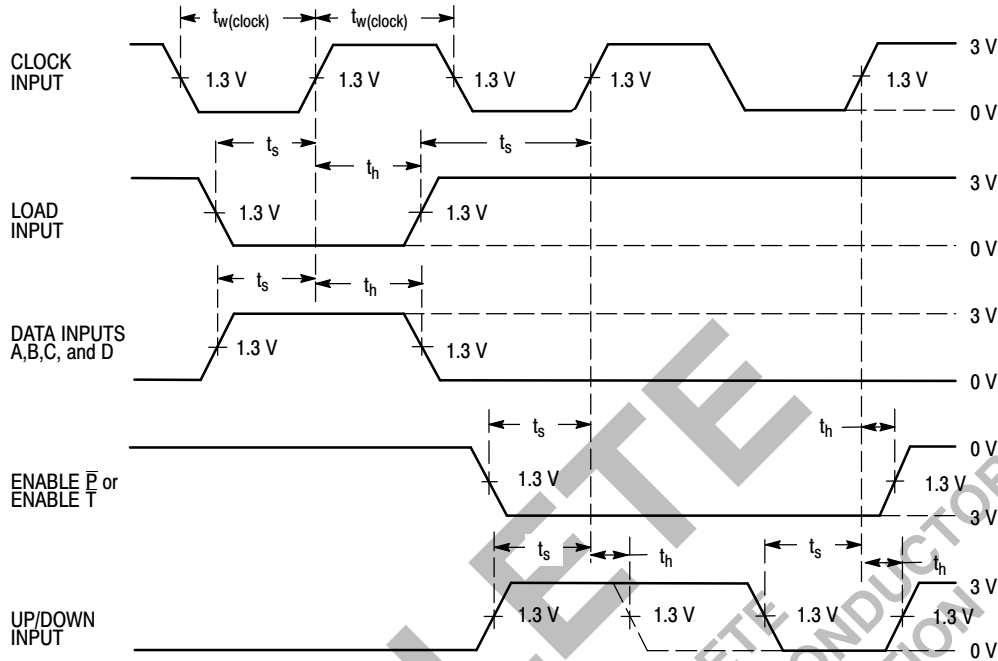 tw(clock) tw(clock)
CLOCK
INPUT
1.3 V 1.3 V 1.3 V 1.3 V 1.3 V
3 V
0 V
ts th ts
LOAD
INPUT
1.3 V 1.3 V
3 V
0 V
ts th
DATA INPUTS
A,B,C, and D
1.3 V 1.3 V
3 V
0 V
ts th
ENABLE P̅ or
ENABLE T̅
1.3 V 1.3 V
0 V
3 V
ts th ts th
UP/DOWN
INPUT
1.3 V 1.3 V 1.3 V 1.3 V
3 V
0 V